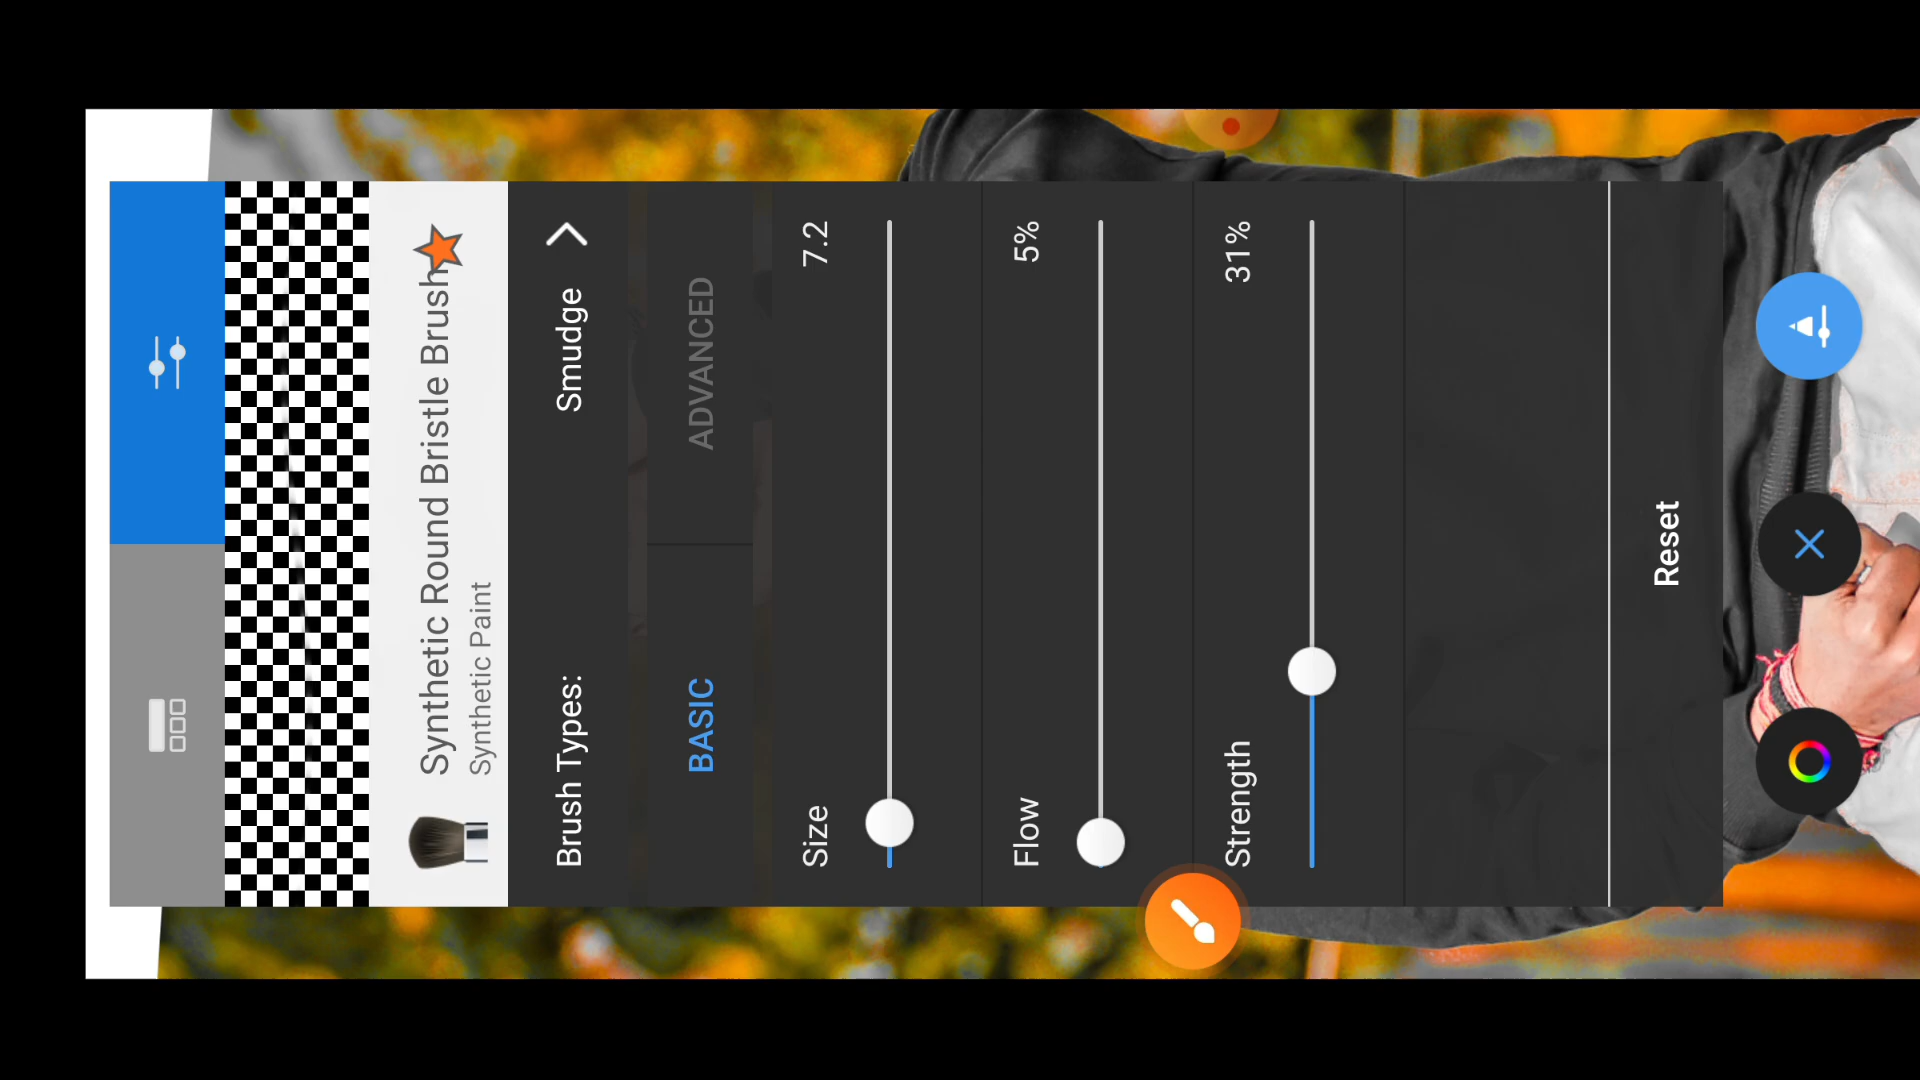 Synthetic Round Bristle Brush
Synthetic Paint
Brush Types: Smudge
BASIC ADVANCED
Size 7.2
Flow 5%
Strength 31%
Reset